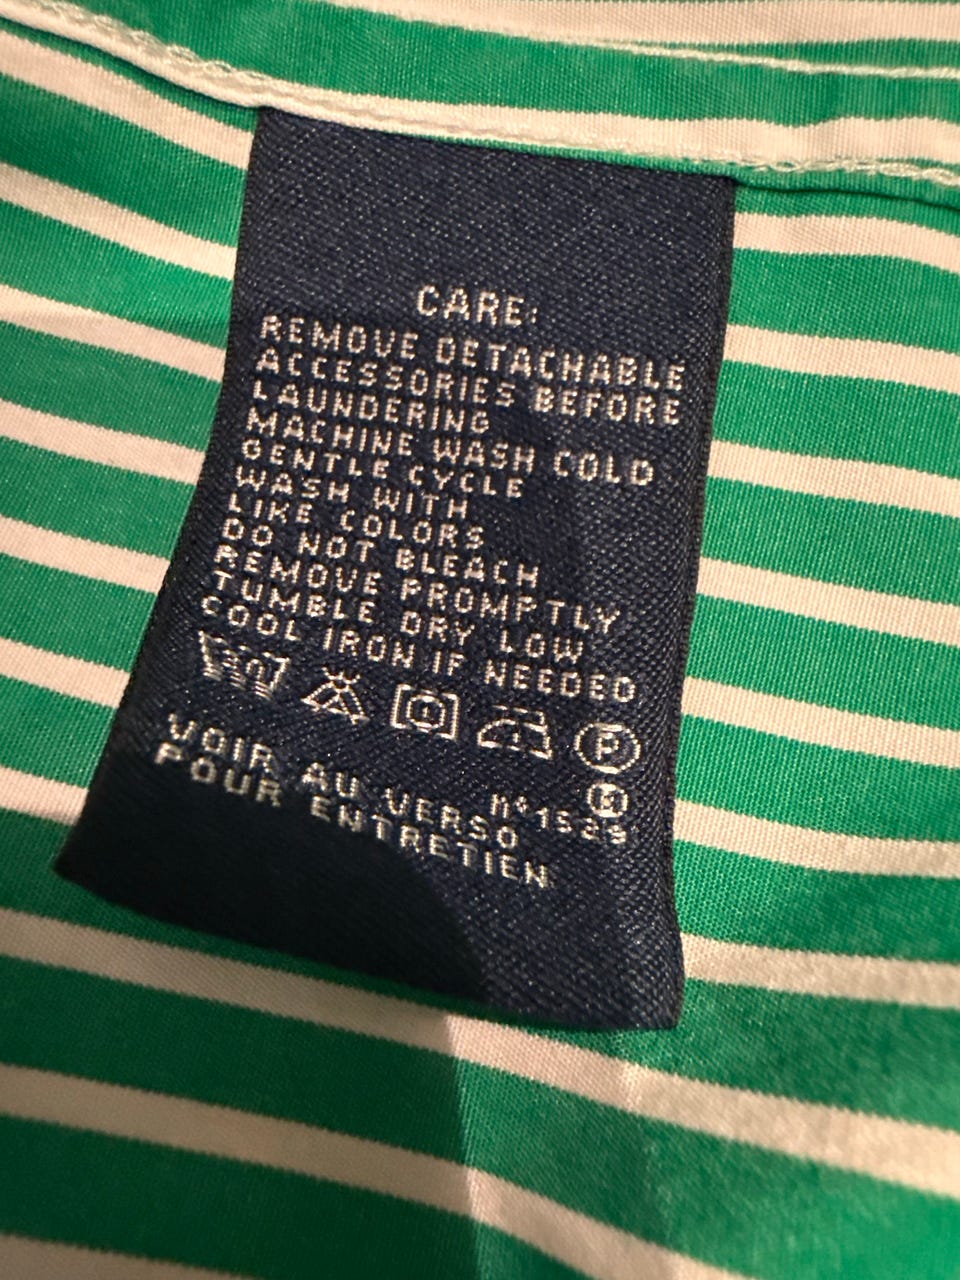 CARE:
REMOVE DETACHABLE
ACCESSORIES BEFORE
LAUNDERING
MACHINE WASH COLD
GENTLE CYCLE
WASH WITH
LIKE COLORS
DO NOT BLEACH
REMOVE PROMPTLY
TUMBLE DRY LOW
COOL IRON IF NEEDED
30
P
K
VOIR AU VERSO
POUR ENTRETIEN